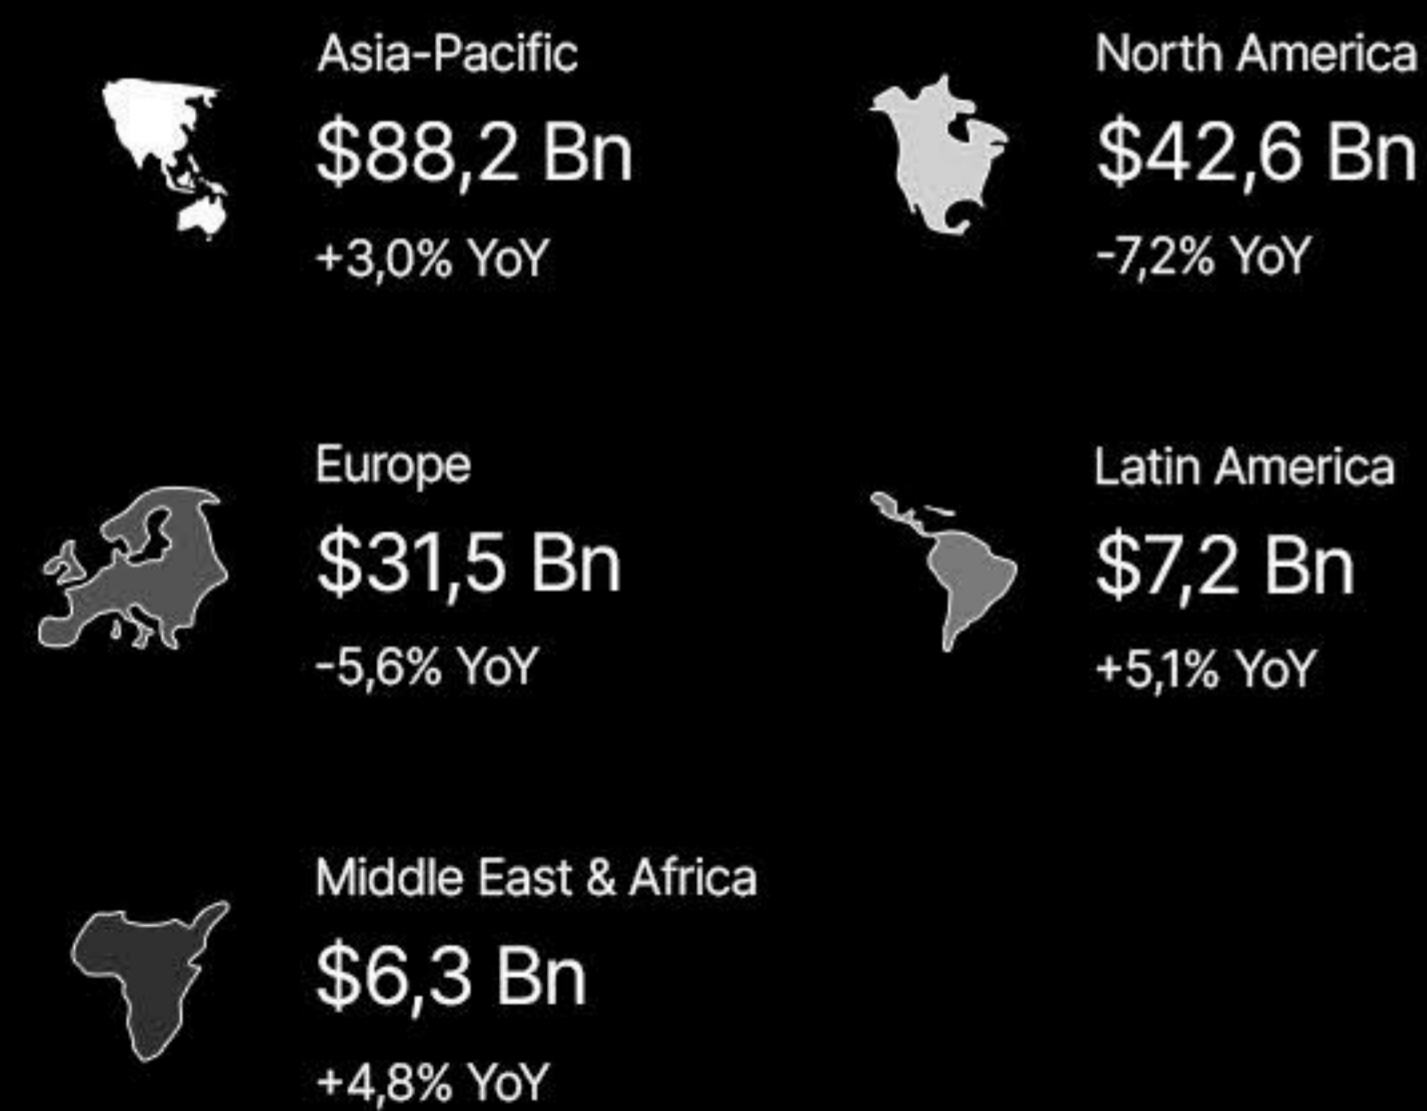 Asia-Pacific
$88,2 Bn
+3,0% YoY
North America
$42,6 Bn
-7,2% YoY
Europe
$31,5 Bn
-5,6% YoY
Latin America
$7,2 Bn
+5,1% YoY
Middle East & Africa
$6,3 Bn
+4,8% YoY